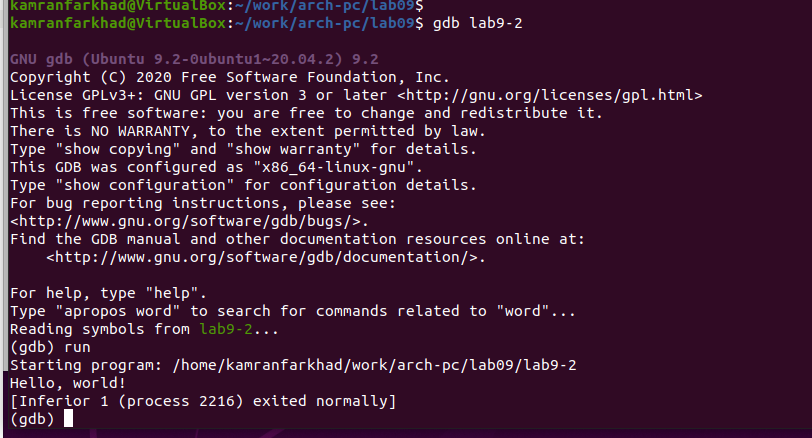 kamranfarkhad@VirtualBox:~/work/arch-pc/lab09$
kamranfarkhad@VirtualBox:~/work/arch-pc/lab09$ gdb lab9-2
GNU gdb (Ubuntu 9.2-0ubuntu1~20.04.2) 9.2
Copyright (C) 2020 Free Software Foundation, Inc.
License GPLv3+: GNU GPL version 3 or later <http://gnu.org/licenses/gpl.html>
This is free software: you are free to change and redistribute it.
There is NO WARRANTY, to the extent permitted by law.
Type "show copying" and "show warranty" for details.
This GDB was configured as "x86_64-linux-gnu".
Type "show configuration" for configuration details.
For bug reporting instructions, please see:
<http://www.gnu.org/software/gdb/bugs/>.
Find the GDB manual and other documentation resources online at:
    <http://www.gnu.org/software/gdb/documentation/>.
For help, type "help".
Type "apropos word" to search for commands related to "word"...
Reading symbols from lab9-2...
(gdb) run
Starting program: /home/kamranfarkhad/work/arch-pc/lab09/lab9-2
Hello, world!
[Inferior 1 (process 2216) exited normally]
(gdb)